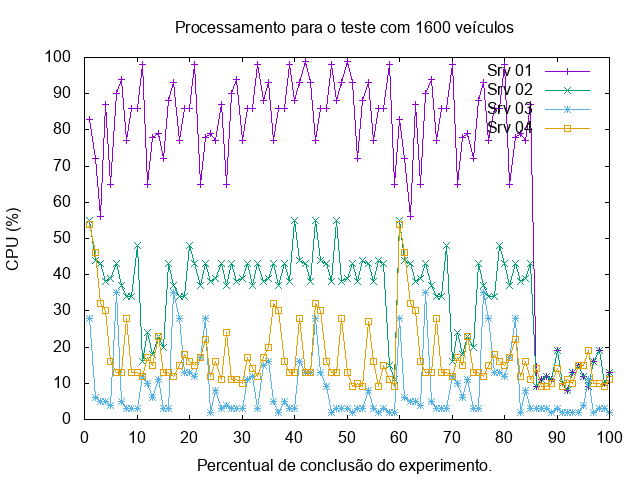 Processamento para o teste com 1600 veículos
Srv 01
Srv 02
Srv 03
Srv 04
CPU (%)
100
90
80
70
60
50
40
30
20
10
0
0 10 20 30 40 50 60 70 80 90 100
Percentual de conclusão do experimento.